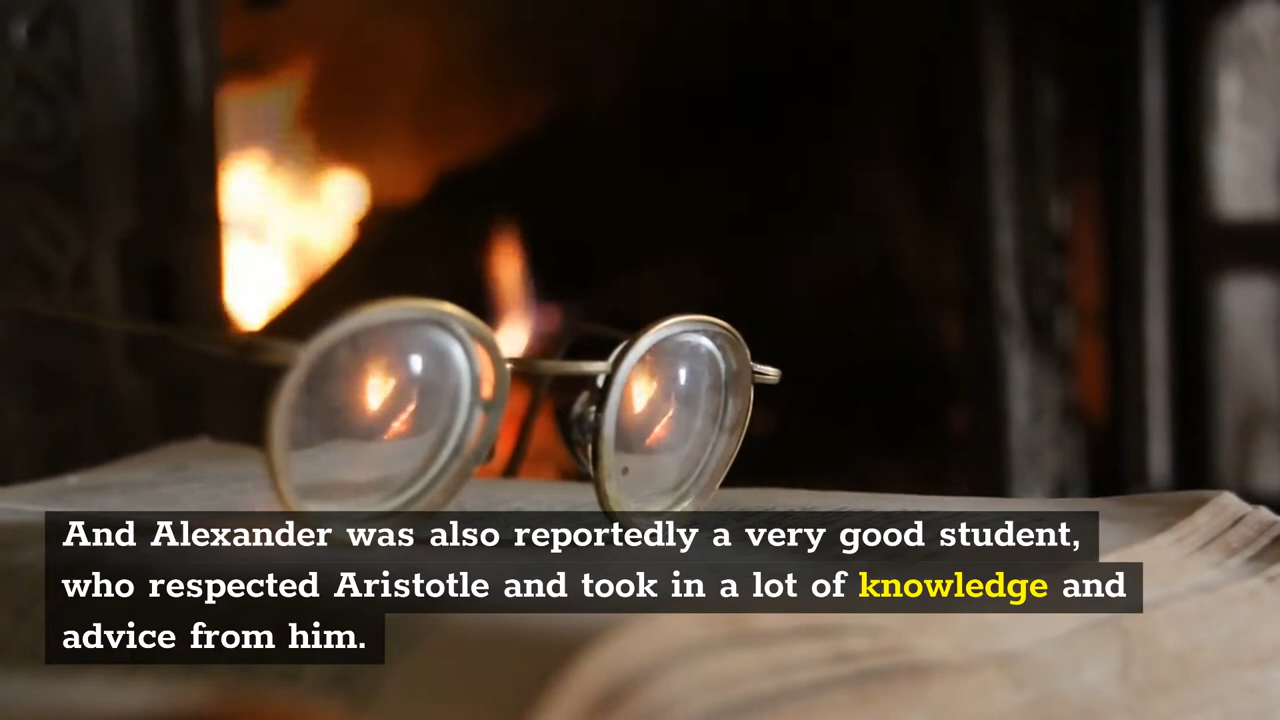 And Alexander was also reportedly a very good student,
who respected Aristotle and took in a lot of knowledge and
advice from him.